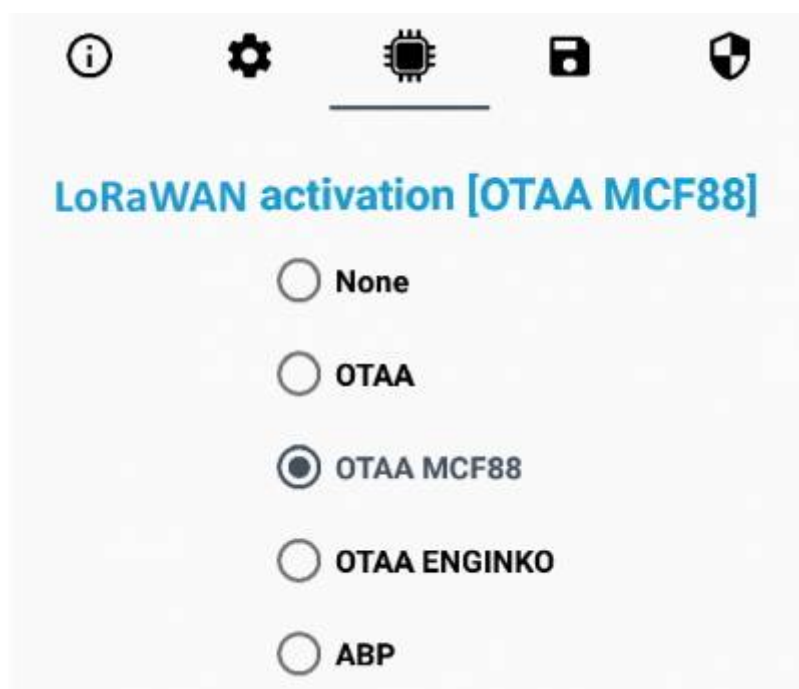 LoRaWAN activation [OTAA MCF88]
None
OTAA
OTAA MCF88
OTAA ENGINKO
ABP